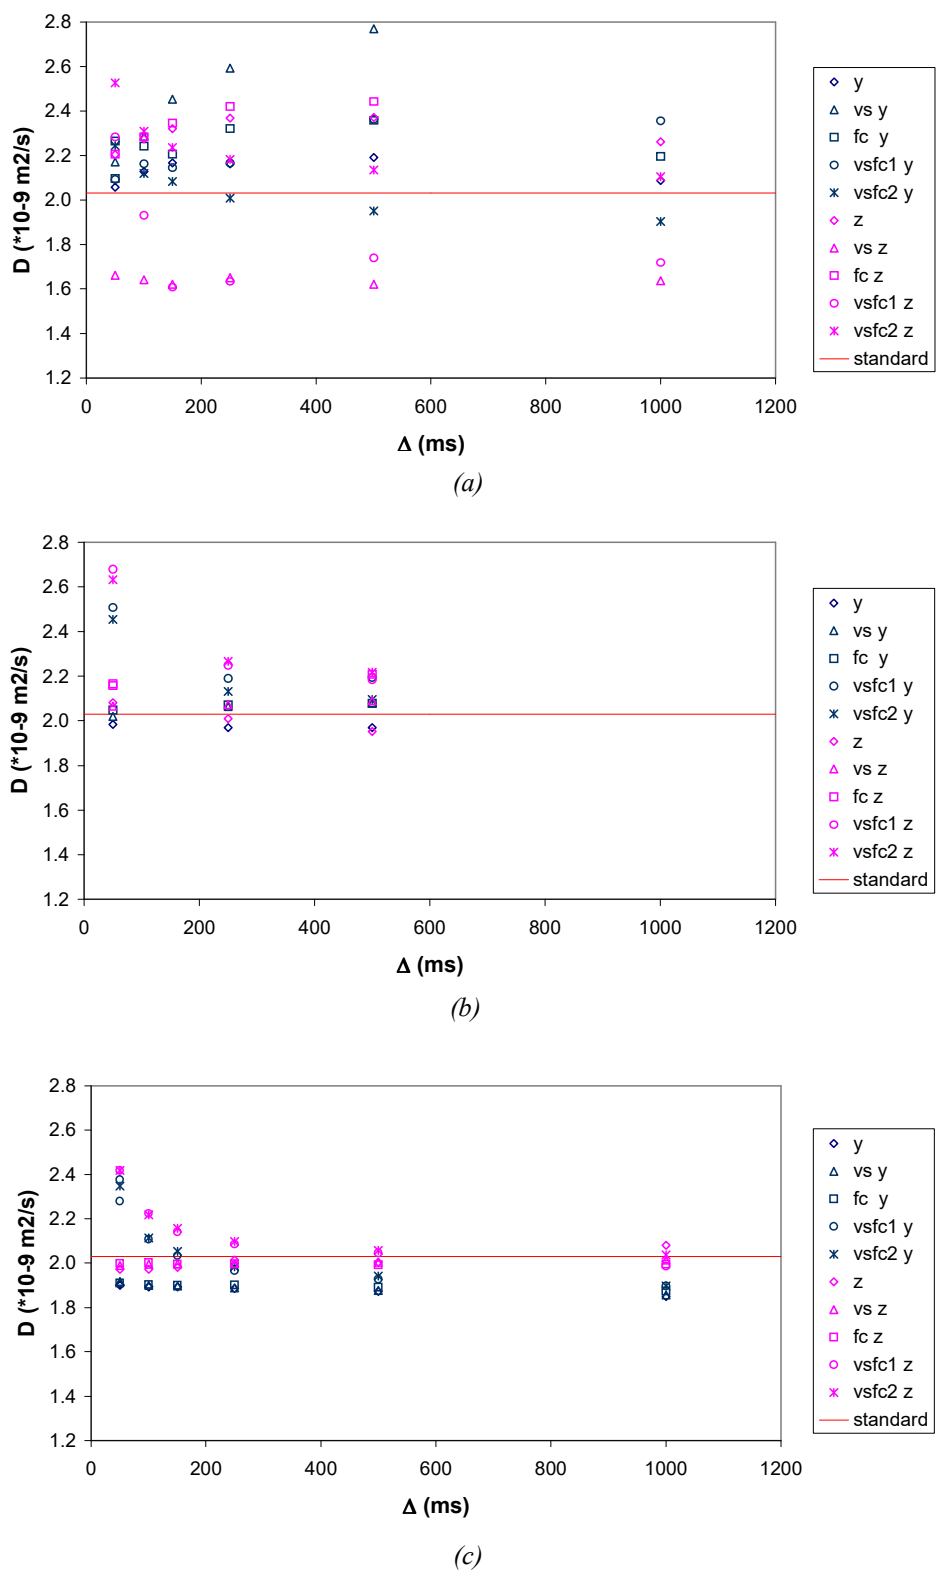 2.8
2.6
2.4
2.2
2.0
1.8
1.6
1.4
1.2
D (*10-9 m2/s)
0 200 400 600 800 1000 1200
Δ (ms)
y
vs y
fc y
vsfc1 y
vsfc2 y
z
vs z
fc z
vsfc1 z
vsfc2 z
standard
(a)
2.8
2.6
2.4
2.2
2.0
1.8
1.6
1.4
1.2
D (*10-9 m2/s)
0 200 400 600 800 1000 1200
Δ (ms)
y
vs y
fc y
vsfc1 y
vsfc2 y
z
vs z
fc z
vsfc1 z
vsfc2 z
standard
(b)
2.8
2.6
2.4
2.2
2.0
1.8
1.6
1.4
1.2
D (*10-9 m2/s)
0 200 400 600 800 1000 1200
Δ (ms)
y
vs y
fc y
vsfc1 y
vsfc2 y
z
vs z
fc z
vsfc1 z
vsfc2 z
standard
(c)